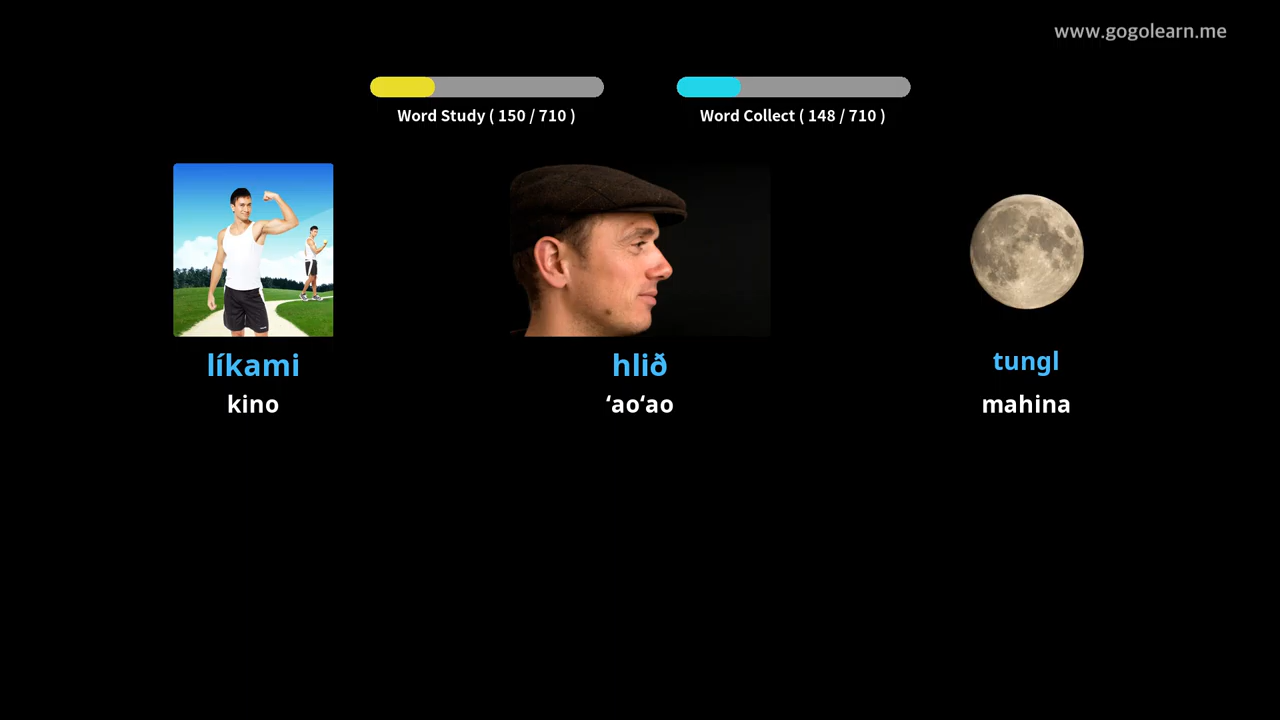 www.gogolearn.me
Word Study ( 150 / 710 )
Word Collect ( 148 / 710 )
líkami
hlið
tungl
kino
ʻaoʻao
mahina